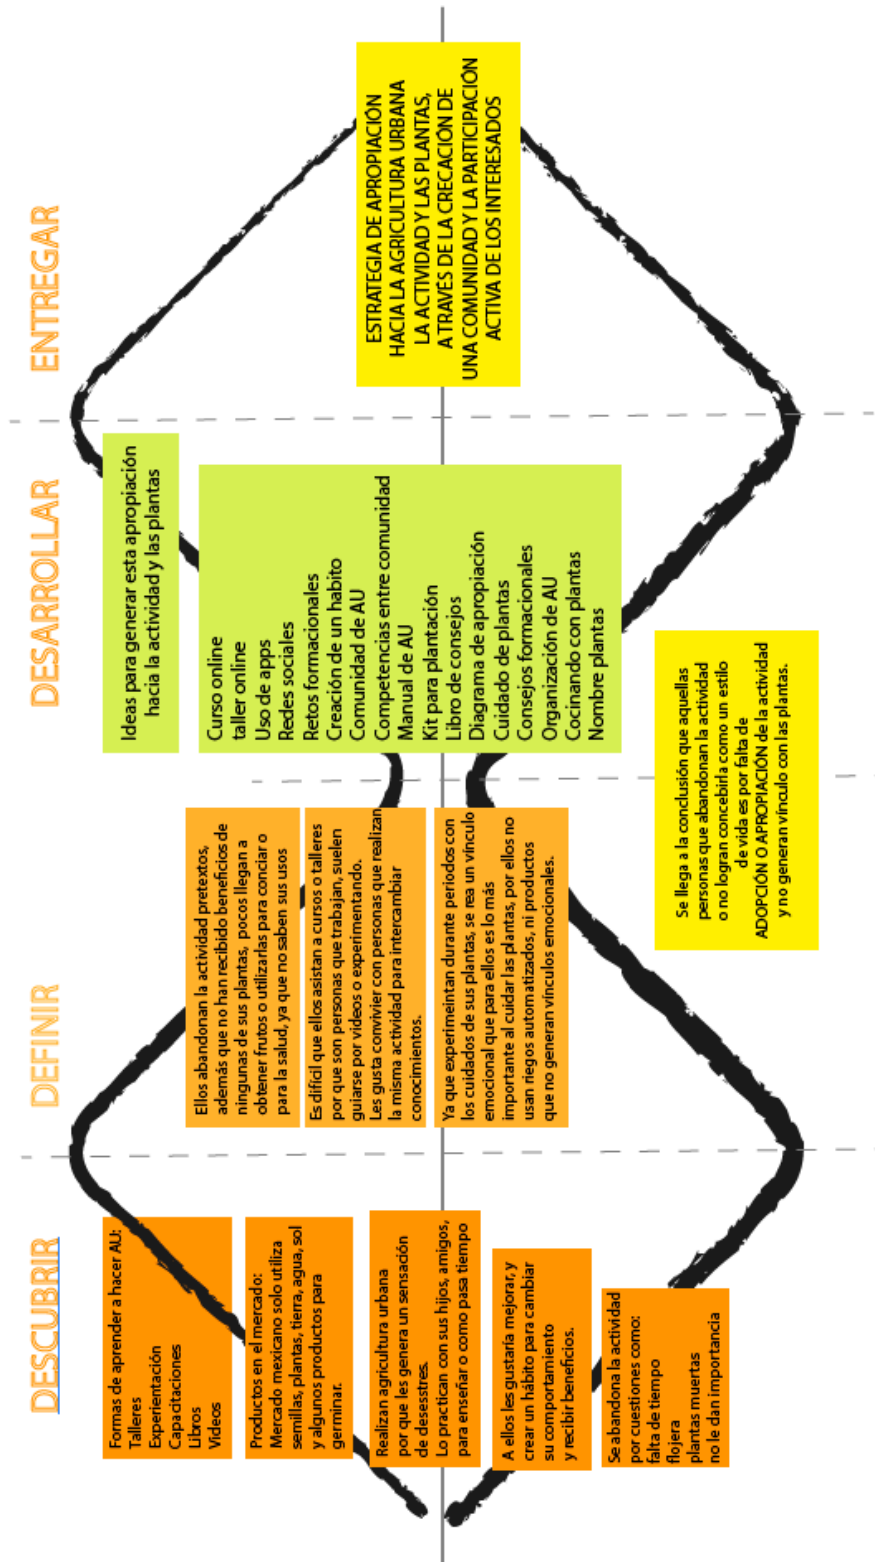 DESCUBRIR
DEFINIR
DESARROLLAR
ENTREGAR
Formas de aprender a hacer AU:
Talleres
Experientación
Capacitaciones
Libros
Videos
Productos en el mercado:
Mercado mexicano solo utiliza
semillas, plantas, tierra, agua, sol
y algunos productos para
germinar.
Realizan agricultura urbana
por que les genera un sensación
de desesstres.
Lo practican con sus hijos, amigos,
para enseñar o como pasa tiempo
A ellos les gustaría mejorar, y
crear un hábito para cambiar
su comportamiento
y recibir beneficios.
Se abandona la actividad
por cuestiones como:
falta de tiempo
flojera
plantas muertas
no le dan importancia
Ellos abandonan la actividad pretextos,
además que no han recibido beneficios de
ningunas de sus plantas, pocos llegan a
obtener frutos o utilizarlas para conciar o
para la salud, ya que no saben sus usos
Es difícil que ellos asistan a cursos o talleres
por que son personas que trabajan, suelen
guiarse por videos o experimentando.
Les gusta convivir con personas que realizan
la misma actividad para intercambiar
conocimientos.
Ya que experimeintan durante periodos con
los cuidados de sus plantas, se rea un vínculo
emocional que para ellos es lo más
importante al cuidar las plantas, por ellos no
usan riegos automatizados, ni productos
que no generan vínculos emocionales.
Se llega a la conclusión que aquellas
personas que abandonan la actividad
o no logran concebirla como un estilo
de vida es por falta de
ADOPCIÓN O APROPIACIÓN de la actividad
y no generan vínculo con las plantas.
Ideas para generar esta apropiación
hacia la actividad y las plantas
Curso online
taller online
Uso de apps
Redes sociales
Retos formacionales
Creación de un habito
Comunidad de AU
Competencias entre comunidad
Manual de AU
Kit para plantación
Libro de consejos
Diagrama de apropiación
Cuidado de plantas
Consejos formacionales
Organización de AU
Cocinando con plantas
Nombre plantas
ESTRATEGIA DE APROPIACIÓN
HACIA LA AGRICULTURA URBANA
LA ACTIVIDAD Y LAS PLANTAS,
A TRAVÉS DE LA CRECACIÓN DE
UNA COMUNIDAD Y LA PARTICIPACIÓN
ACTIVA DE LOS INTERESADOS